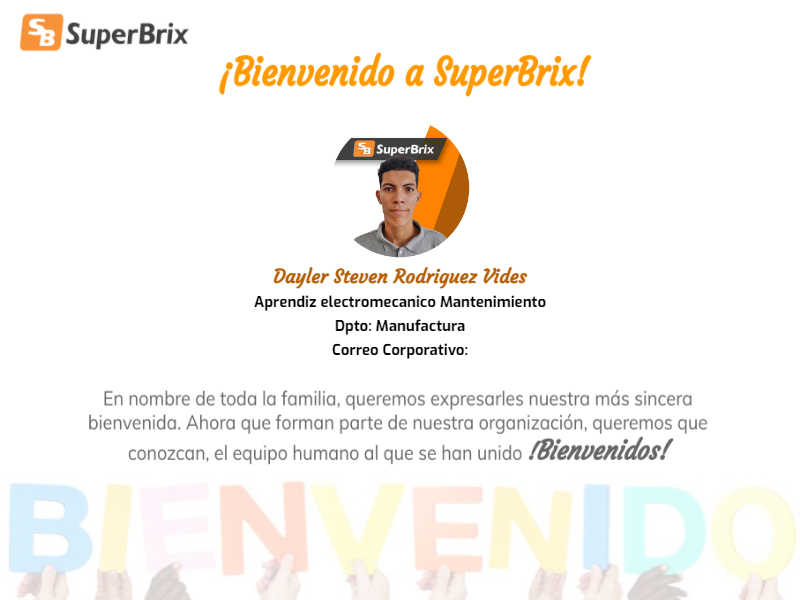 SB SuperBrix
¡Bienvenido a SuperBrix!
SB SuperBrix
Dayler Steven Rodriguez Vides
Aprendiz electromecanico Mantenimiento
Dpto: Manufactura
Correo Corporativo:
En nombre de toda la familia, queremos expresarles nuestra más sincera
bienvenida. Ahora que forman parte de nuestra organización, queremos que
conozcan, el equipo humano al que se han unido ¡Bienvenidos!
BIENVENIDO